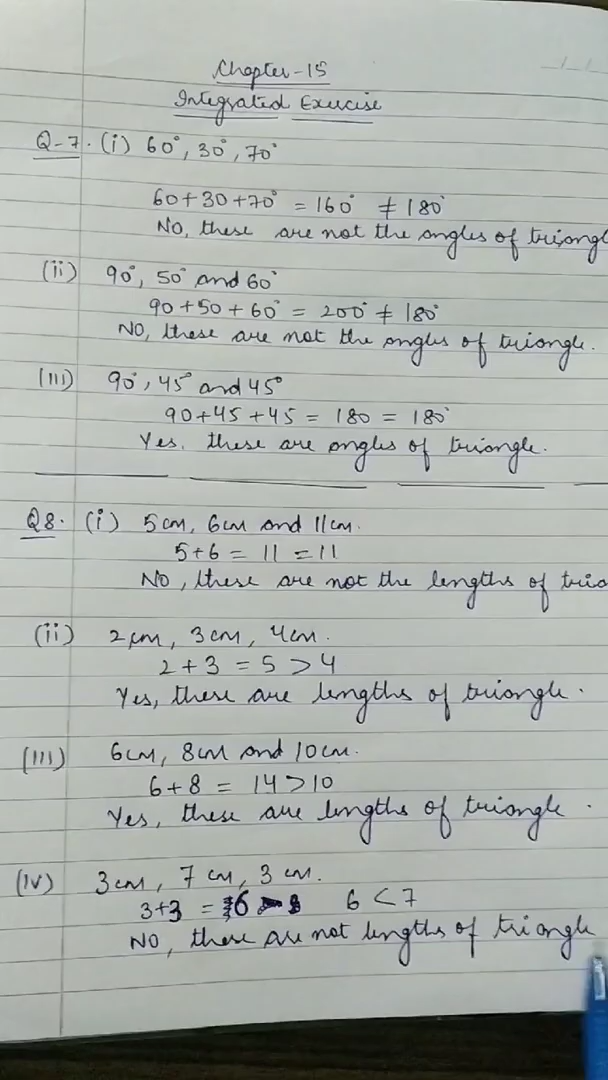 Chapter-15
Integrated Exercise
Q-7. (i) 60°, 30°, 70°
60+30+70° = 160° ≠ 180°
No, these are not the angles of triangl
(ii) 90°, 50° and 60°
90+50+60° = 200° ≠ 180°
No, these are not the angles of triangle.
(iii) 90°, 45° and 45°
90+45+45 = 180 = 180°
Yes, these are angles of triangle.
Q8. (i) 5cm, 6cm and 11cm.
5+6 = 11 = 11
No, these are not the lengths of tria
(ii) 2cm, 3cm, 4cm.
2+3 = 5 > 4
Yes, these are lengths of triangle.
(iii) 6cm, 8cm and 10cm.
6+8 = 14 > 10
Yes, these are lengths of triangle.
(iv) 3cm, 7cm, 3cm.
3+3 = 6 6 < 7
No, these are not lengths of triangle